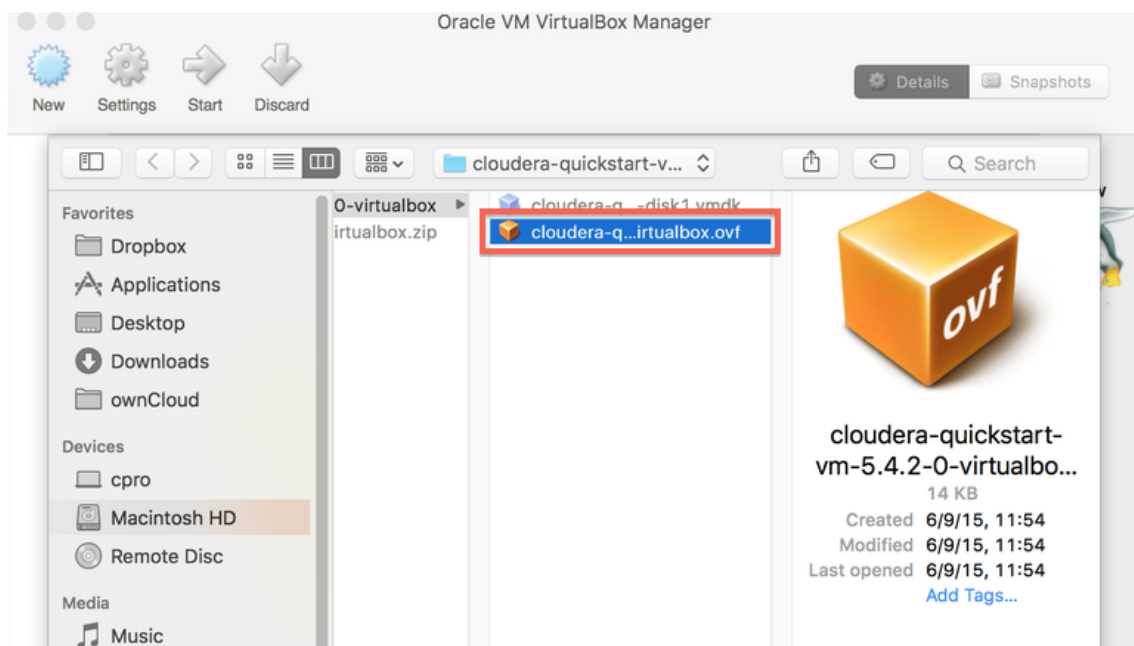 Oracle VM VirtualBox Manager
New Settings Start Discard
Details Snapshots
cloudera-quickstart-v...
Search
Favorites
Dropbox
Applications
Desktop
Downloads
ownCloud
Devices
cpro
Macintosh HD
Remote Disc
Media
Music
0-virtualbox
irtualbox.zip
cloudera-q...-disk1.vmdk
cloudera-q...irtualbox.ovf
ovf
cloudera-quickstart-
vm-5.4.2-0-virtualbo...
14 KB
Created 6/9/15, 11:54
Modified 6/9/15, 11:54
Last opened 6/9/15, 11:54
Add Tags...